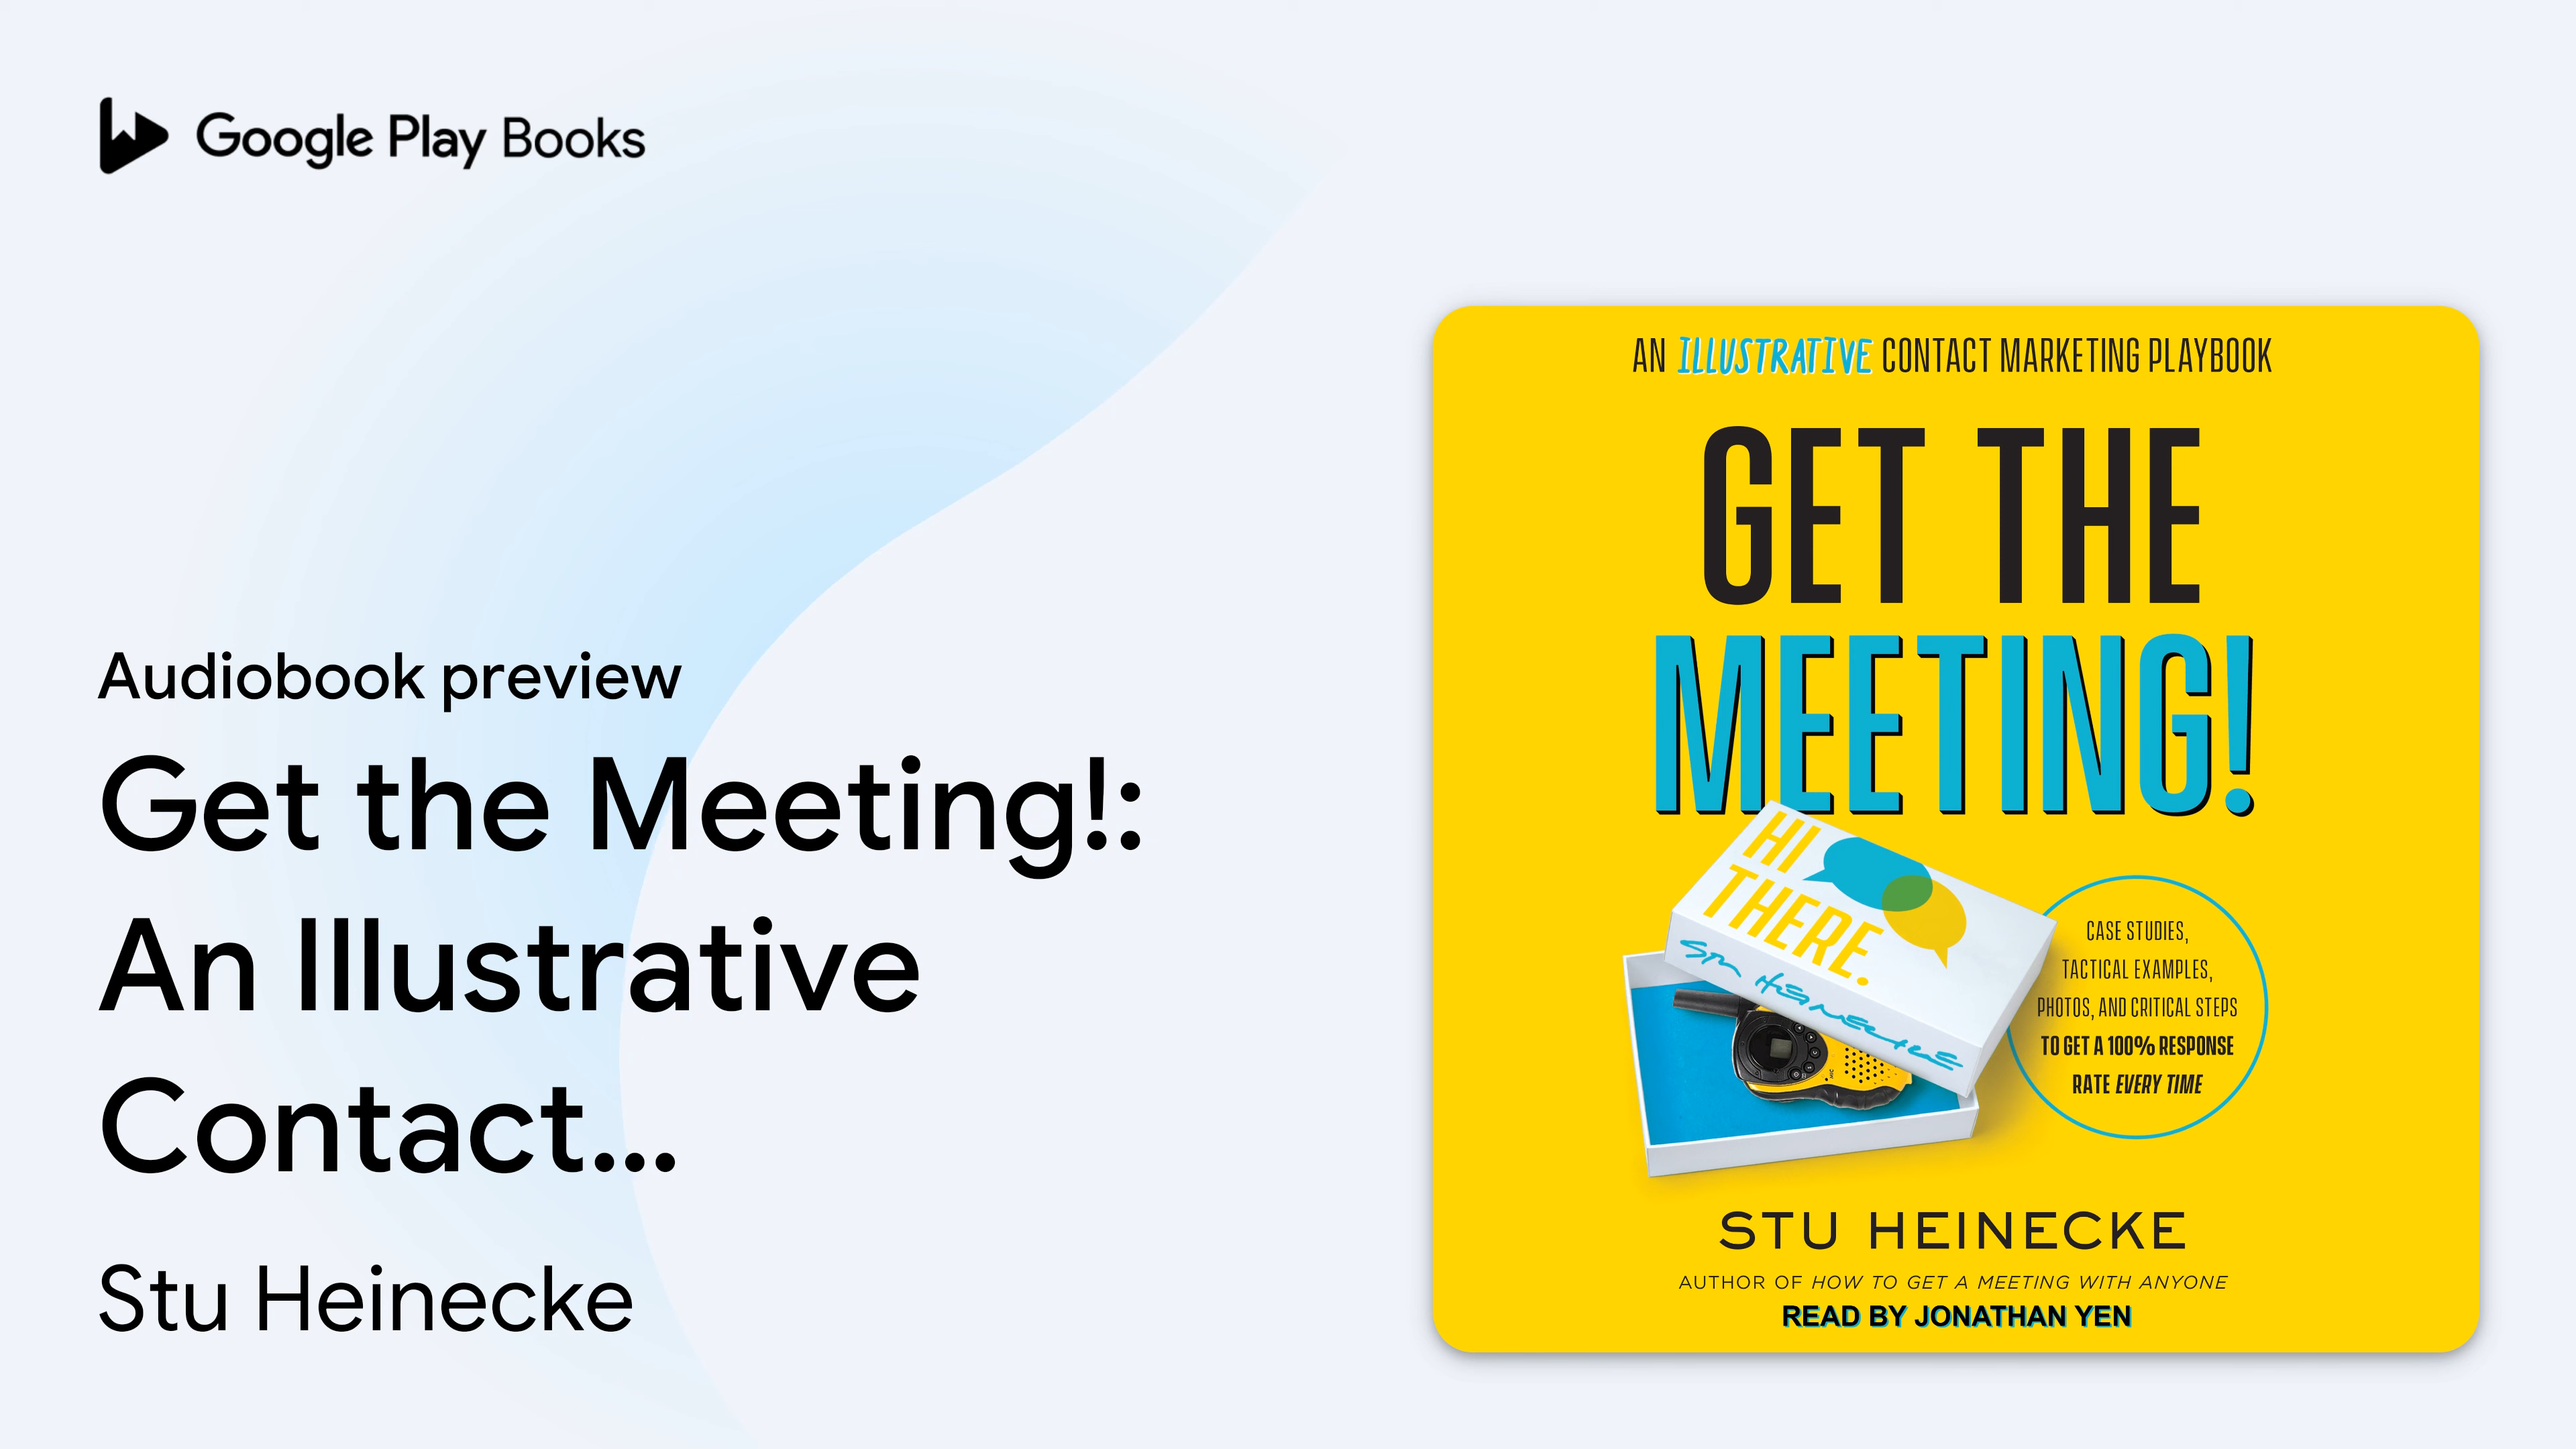 Google Play Books
Audiobook preview
Get the Meeting!:
An Illustrative
Contact...
Stu Heinecke
AN ILLUSTRATIVE CONTACT MARKETING PLAYBOOK
GET THE
MEETING!
HI
THERE.
STU HEINECKE
CASE STUDIES,
TACTICAL EXAMPLES,
PHOTOS, AND CRITICAL STEPS
TO GET A 100% RESPONSE
RATE EVERY TIME
STU HEINECKE
AUTHOR OF HOW TO GET A MEETING WITH ANYONE
READ BY JONATHAN YEN